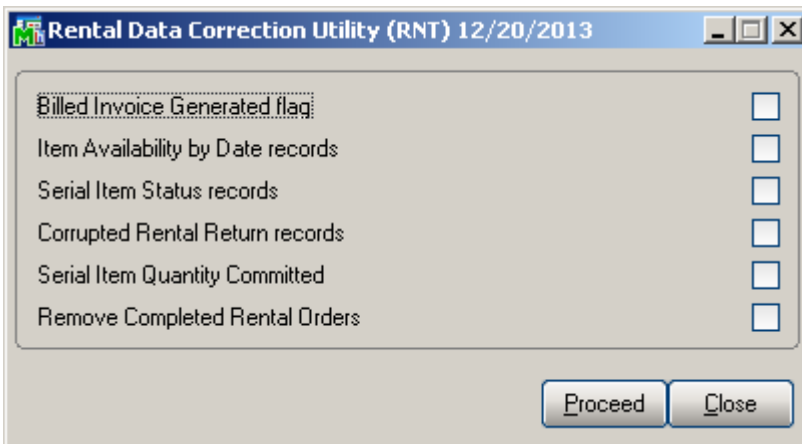 Rental Data Correction Utility (RNT) 12/20/2013
Billed Invoice Generated flag
Item Availability by Date records
Serial Item Status records
Corrupted Rental Return records
Serial Item Quantity Committed
Remove Completed Rental Orders
Proceed Close